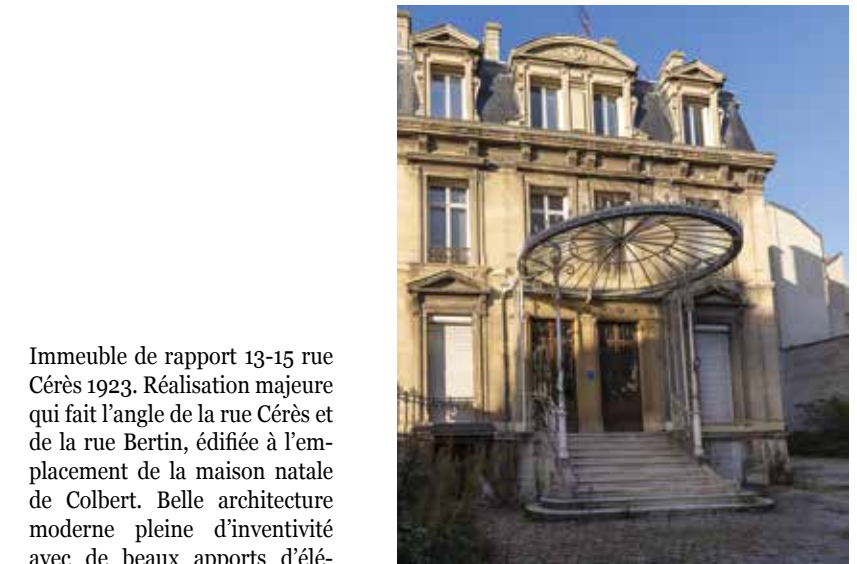 Immeuble de rapport 13-15 rue
Cérès 1923. Réalisation majeure
qui fait l'angle de la rue Cérès et
de la rue Bertin, édifiée à l'em-
placement de la maison natale
de Colbert. Belle architecture
moderne pleine d'inventivité
avec de beaux apports d'élé-